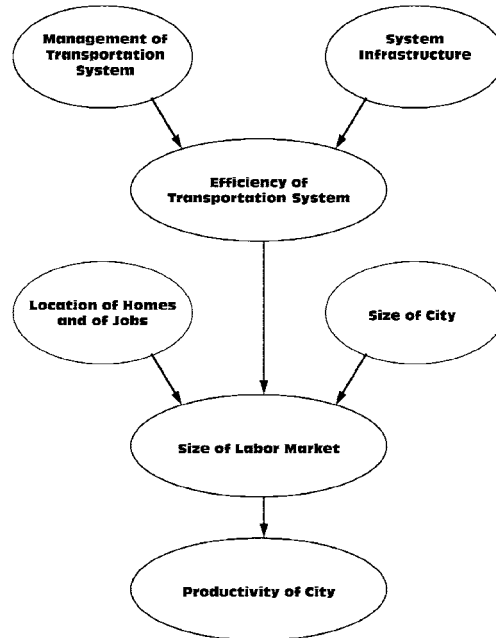 Management of
Transportation
System
System
Infrastructure
Efficiency of
Transportation System
Location of Homes
and of Jobs
Size of City
Size of Labor Market
Productivity of City